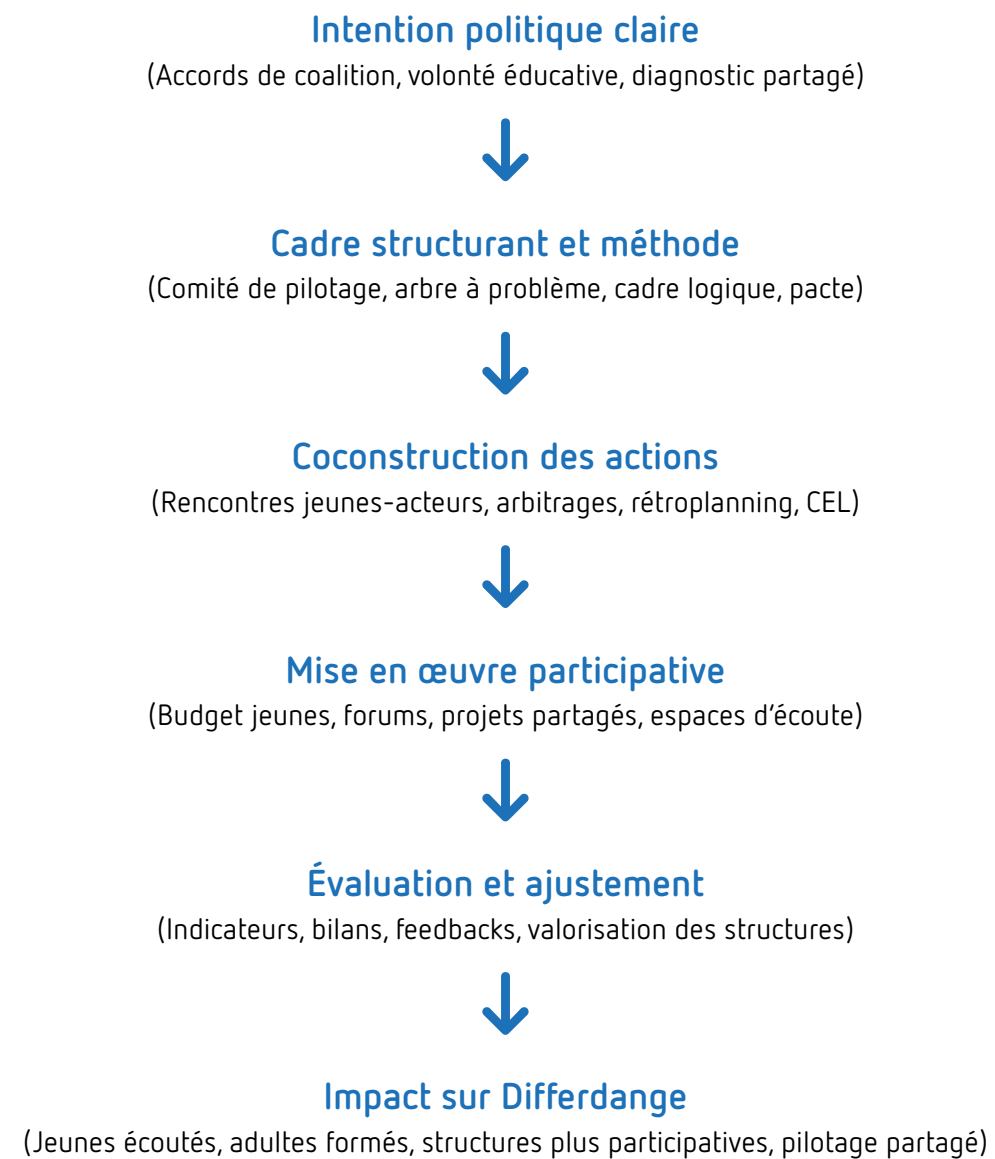 Intention politique claire
(Accords de coalition, volonté éducative, diagnostic partagé)
Cadre structurant et méthode
(Comité de pilotage, arbre à problème, cadre logique, pacte)
Coconstruction des actions
(Rencontres jeunes-acteurs, arbitrages, rétroplanning, CEL)
Mise en œuvre participative
(Budget jeunes, forums, projets partagés, espaces d’écoute)
Évaluation et ajustement
(Indicateurs, bilans, feedbacks, valorisation des structures)
Impact sur Differdange
(Jeunes écoutés, adultes formés, structures plus participatives, pilotage partagé)